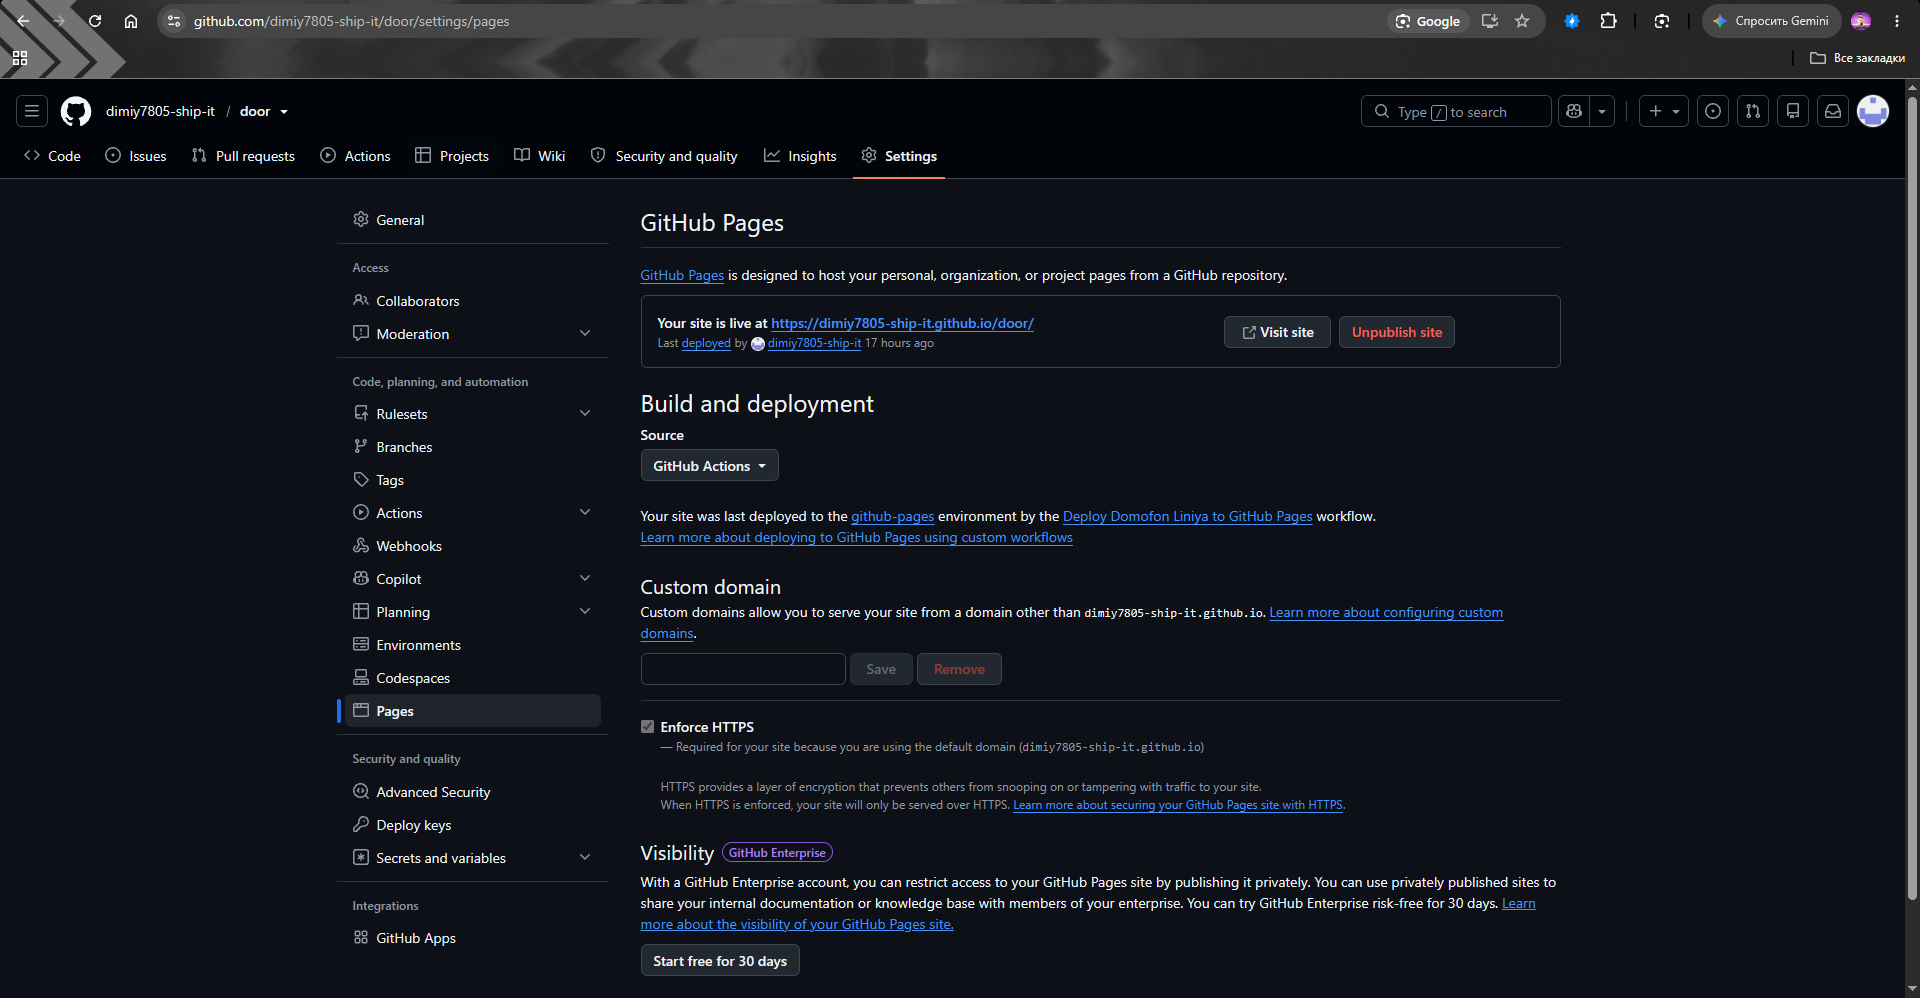 github.com/dimiy7805-ship-it/door/settings/pages
Google
Спросить Gemini
Все закладки
dimiy7805-ship-it / door
Type / to search
Code
Issues
Pull requests
Actions
Projects
Wiki
Security and quality
Insights
Settings
General
Access
Collaborators
Moderation
Code, planning, and automation
Rulesets
Branches
Tags
Actions
Webhooks
Copilot
Planning
Environments
Codespaces
Pages
Security and quality
Advanced Security
Deploy keys
Secrets and variables
Integrations
GitHub Apps
GitHub Pages
GitHub Pages is designed to host your personal, organization, or project pages from a GitHub repository.
Your site is live at https://dimiy7805-ship-it.github.io/door/
Last deployed by dimiy7805-ship-it 17 hours ago
Visit site
Unpublish site
Build and deployment
Source
GitHub Actions
Your site was last deployed to the github-pages environment by the Deploy Domofon Liniya to GitHub Pages workflow.
Learn more about deploying to GitHub Pages using custom workflows
Custom domain
Custom domains allow you to serve your site from a domain other than dimiy7805-ship-it.github.io. Learn more about configuring custom
domains.
Save
Remove
Enforce HTTPS
— Required for your site because you are using the default domain (dimiy7805-ship-it.github.io)
HTTPS provides a layer of encryption that prevents others from snooping on or tampering with traffic to your site.
When HTTPS is enforced, your site will only be served over HTTPS. Learn more about securing your GitHub Pages site with HTTPS.
Visibility GitHub Enterprise
With a GitHub Enterprise account, you can restrict access to your GitHub Pages site by publishing it privately. You can use privately published sites to
share your internal documentation or knowledge base with members of your enterprise. You can try GitHub Enterprise risk-free for 30 days. Learn
more about the visibility of your GitHub Pages site.
Start free for 30 days